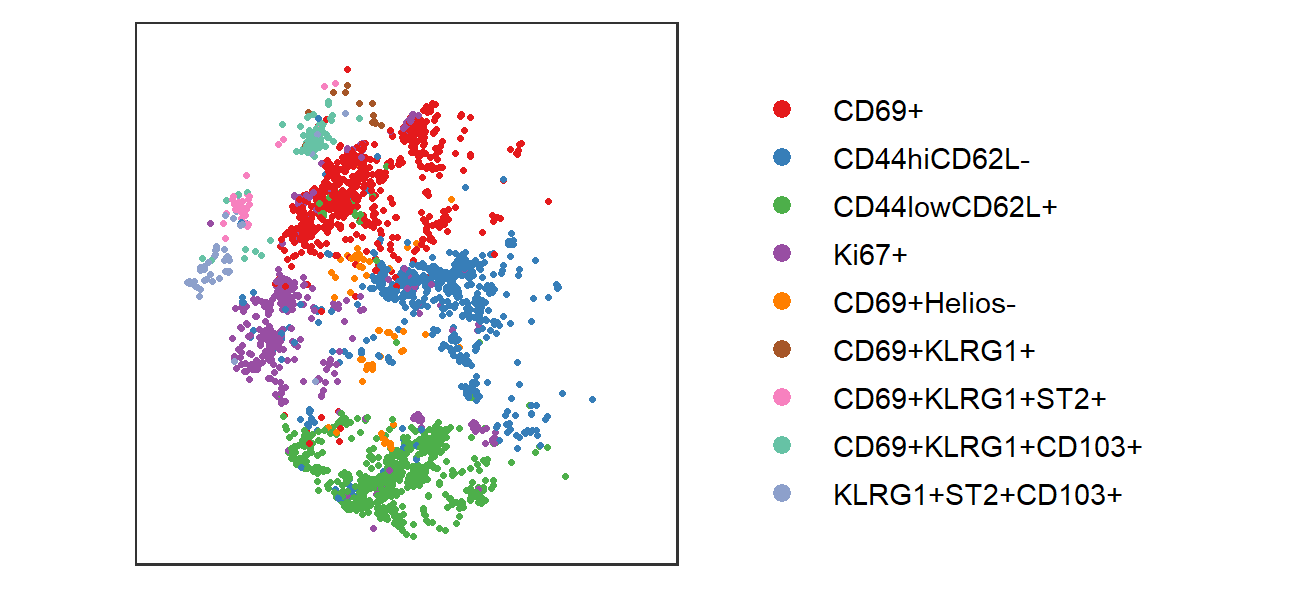 CD69+
CD44hiCD62L-
CD44lowCD62L+
Ki67+
CD69+Helios-
CD69+KLRG1+
CD69+KLRG1+ST2+
CD69+KLRG1+CD103+
KLRG1+ST2+CD103+